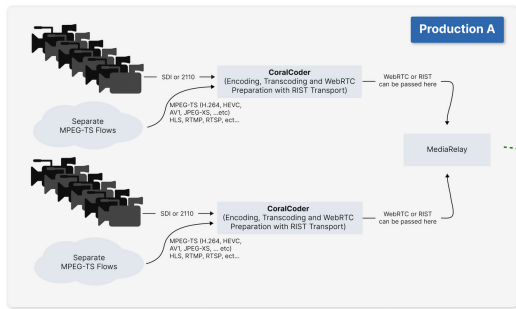 Production A
SDI or 2110
CoralCoder
(Encoding, Transcoding and WebRTC
Preparation with RIST Transport)
WebRTC or RIST
can be passed here
MPEG-TS (H.264, HEVC,
AV1, JPEG-XS, ...etc)
HLS, RTMP, RTSP, ect...
Separate
MPEG-TS Flows
MediaRelay
SDI or 2110
CoralCoder
(Encoding, Transcoding and WebRTC
Preparation with RIST Transport)
WebRTC or RIST
can be passed here
MPEG-TS (H.264, HEVC,
AV1, JPEG-XS, ... etc)
HLS, RTMP, RTSP, ect...
Separate
MPEG-TS Flows